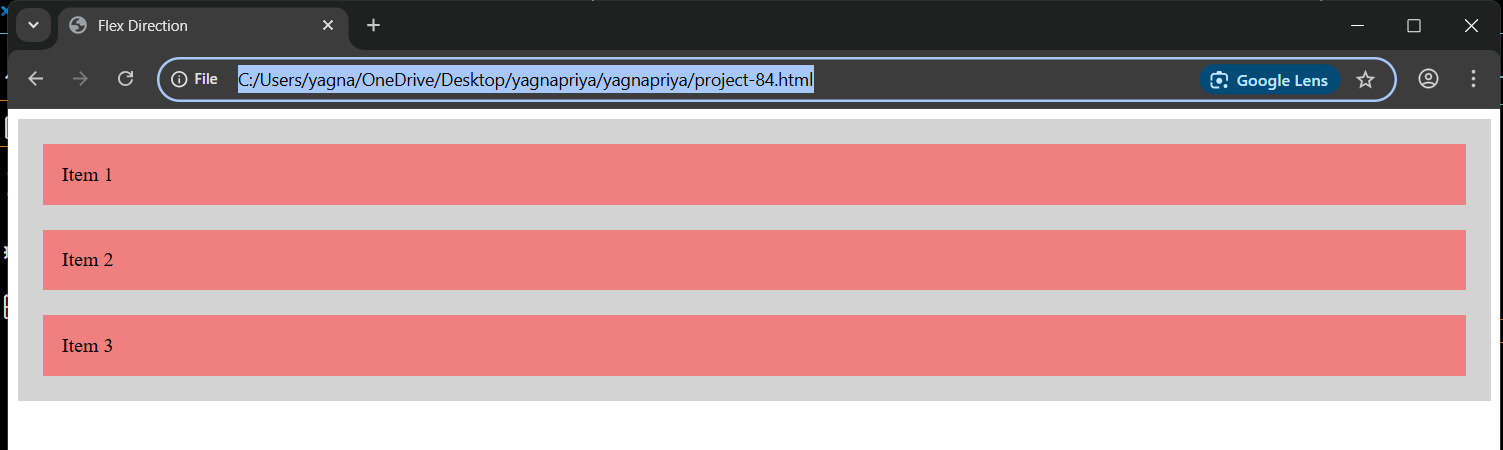 Flex Direction
File
C:/Users/yagna/OneDrive/Desktop/yagnapriya/yagnapriya/project-84.html
Google Lens
Item 1
Item 2
Item 3